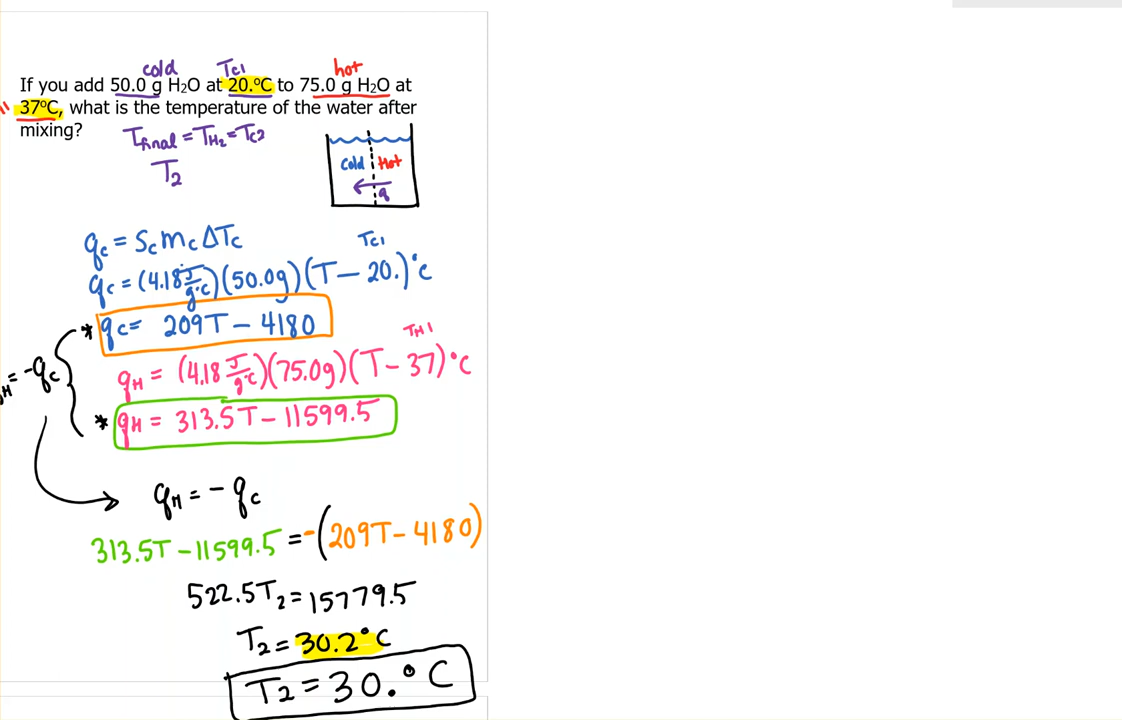 cold Tc1 hot
If you add 50.0 g H₂O at 20.°C to 75.0 g H₂O at
37°C, what is the temperature of the water after
mixing?
Tfinal = TH₂ = Tc2
T₂
Cold Hot
q
qc = Sc mc ΔTc
Tc1
qc = (4.18 J/g°C)(50.0g)(T − 20.)°C
* qc = 209T − 4180
TH1
= -qc
qH = (4.18 J/g°C)(75.0g)(T − 37)°C
* qH = 313.5T − 11599.5
qH = - qc
313.5T − 11599.5 = -(209T − 4180)
522.5T₂ = 15779.5
T₂ = 30.2°C
T₂ = 30.°C